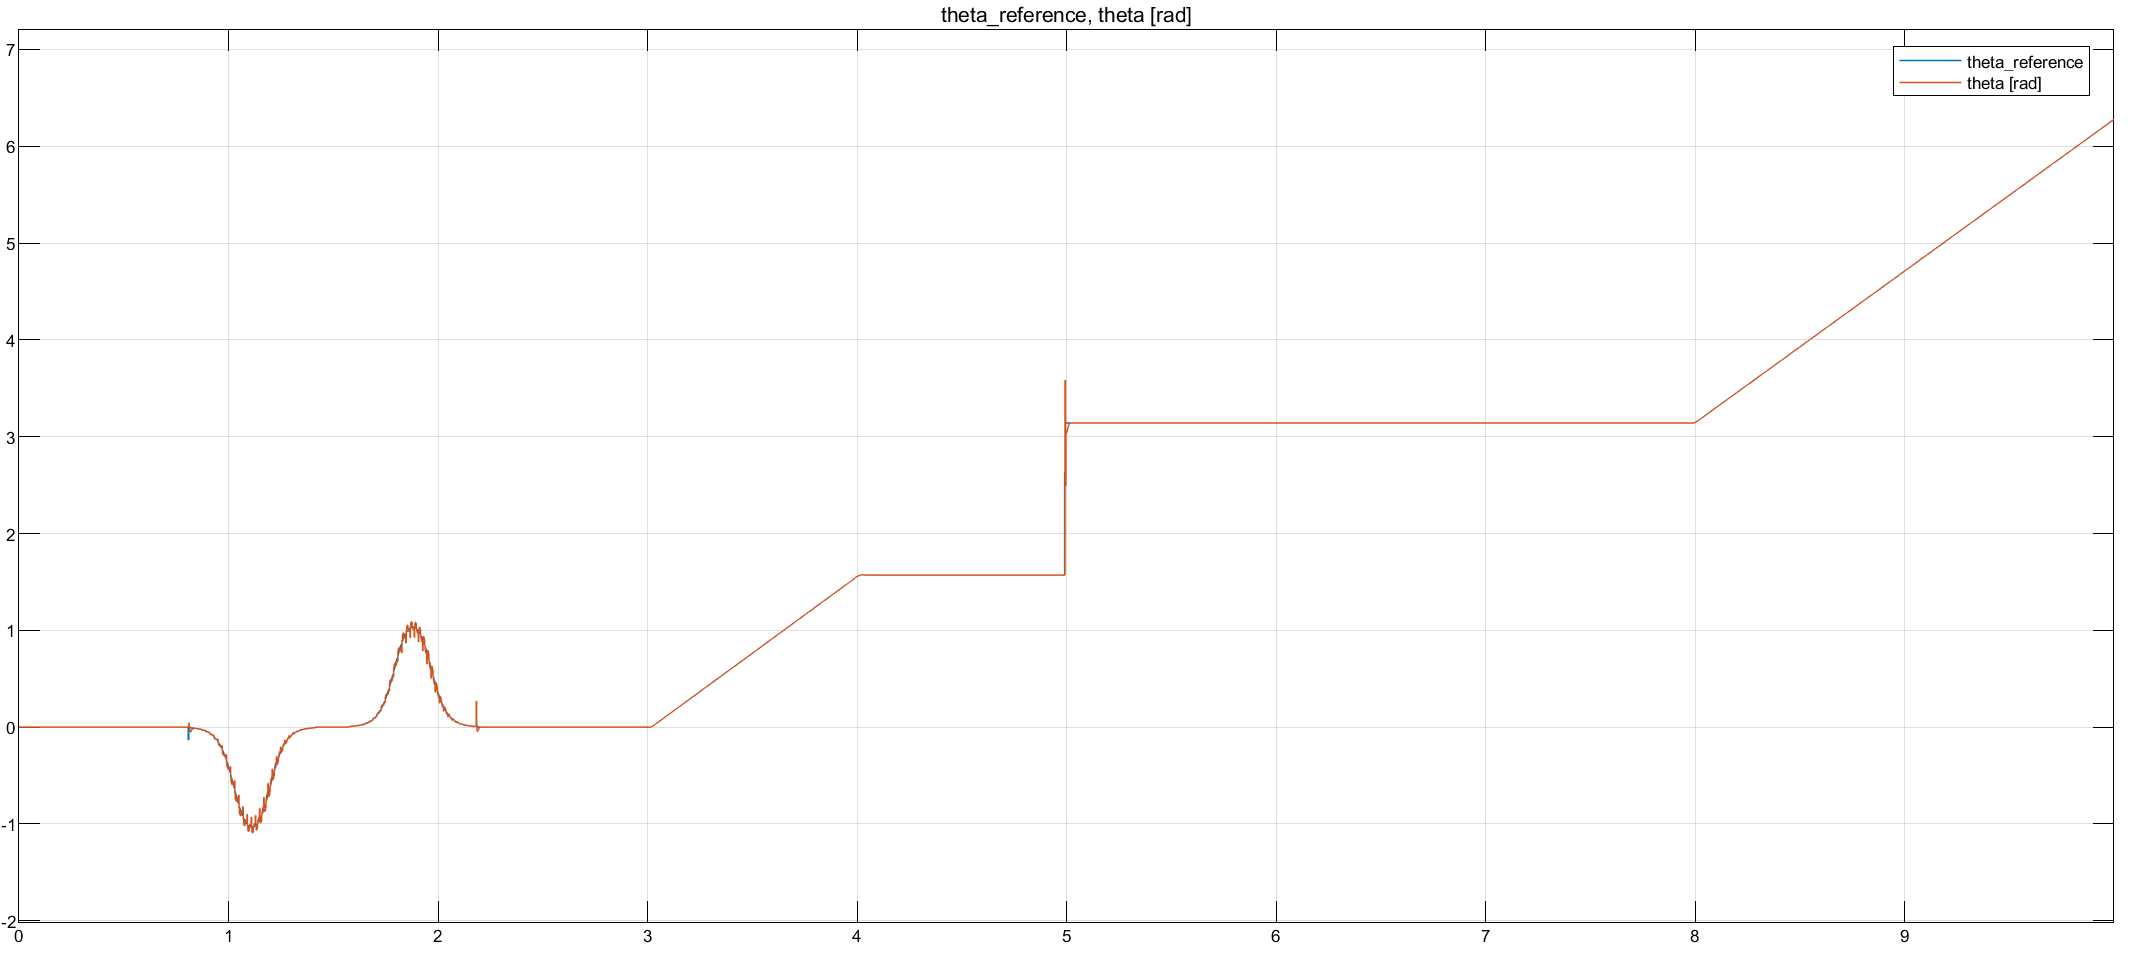 theta_reference, theta [rad]
theta_reference
theta [rad]
7
6
5
4
3
2
1
0
-1
-2
0 1 2 3 4 5 6 7 8 9